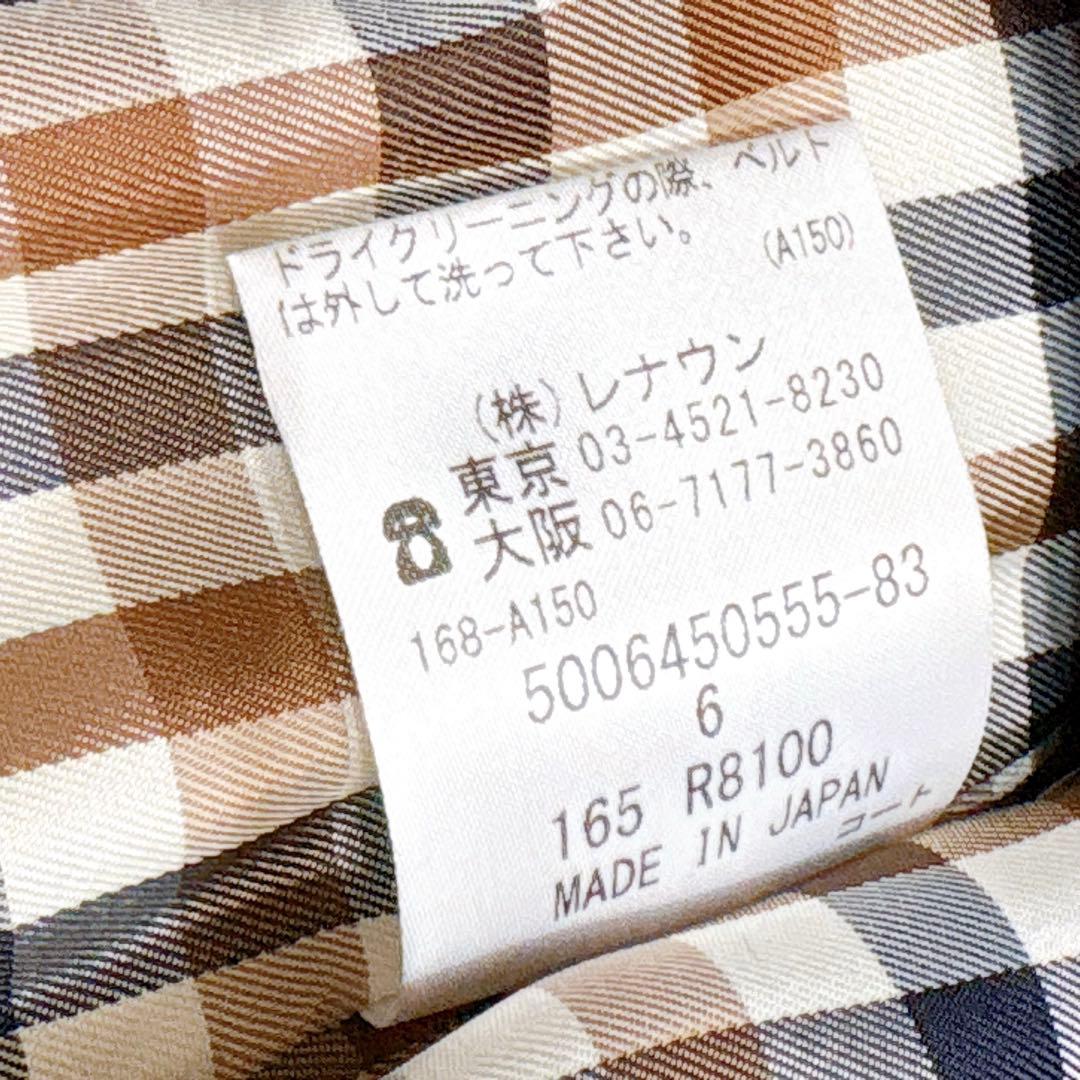 ドライクリーニングの際、ベルト
は外して洗って下さい。
(A150)
(株)レナウン
東京 03-4521-8230
大阪 06-7177-3860
168-A150
5006450555-83
6
165 R8100
MADE IN JAPAN
コート